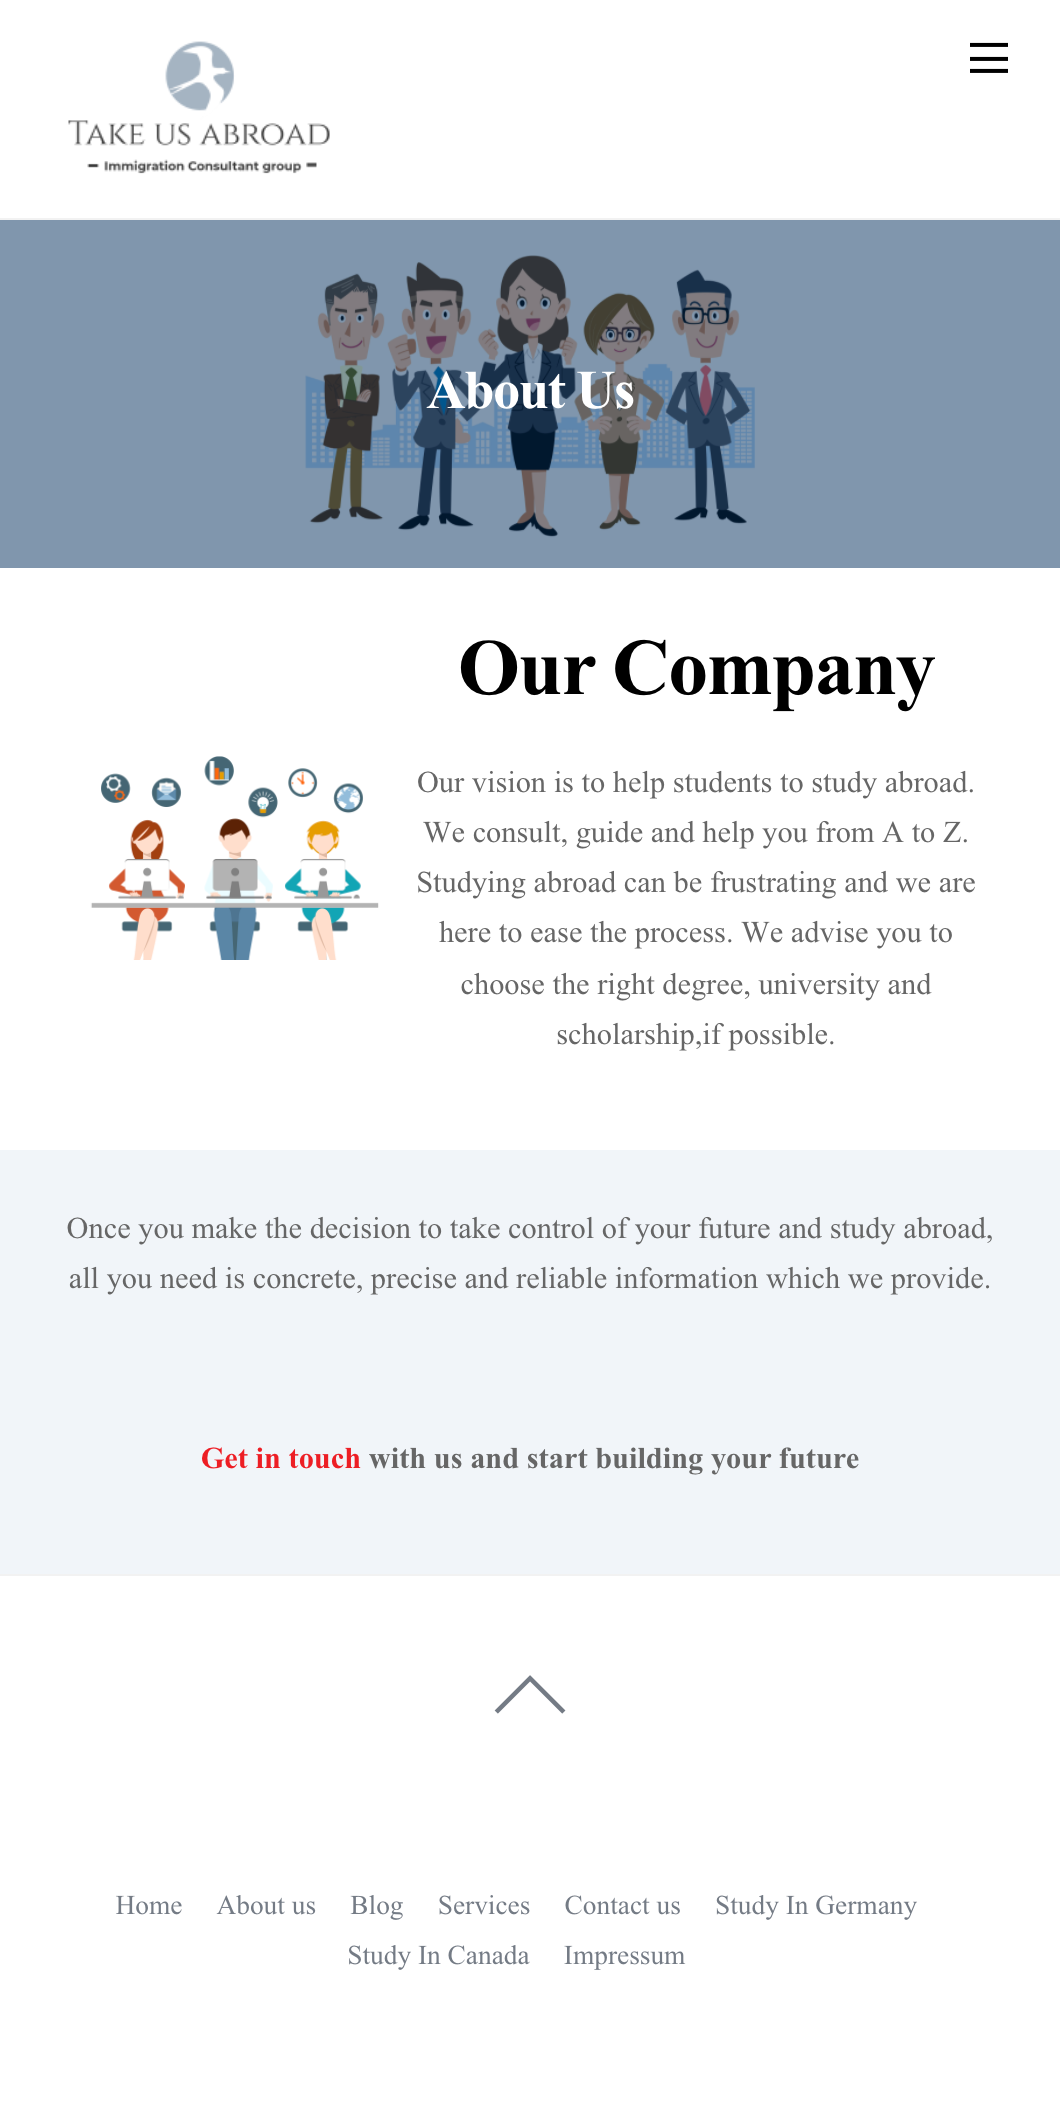 TAKE US ABROAD
- Immigration Consultant group -
About Us
Our Company
Our vision is to help students to study abroad.
We consult, guide and help you from A to Z.
Studying abroad can be frustrating and we are
here to ease the process. We advise you to
choose the right degree, university and
scholarship,if possible.
Once you make the decision to take control of your future and study abroad,
all you need is concrete, precise and reliable information which we provide.
Get in touch with us and start building your future
Home About us Blog Services Contact us Study In Germany
Study In Canada Impressum